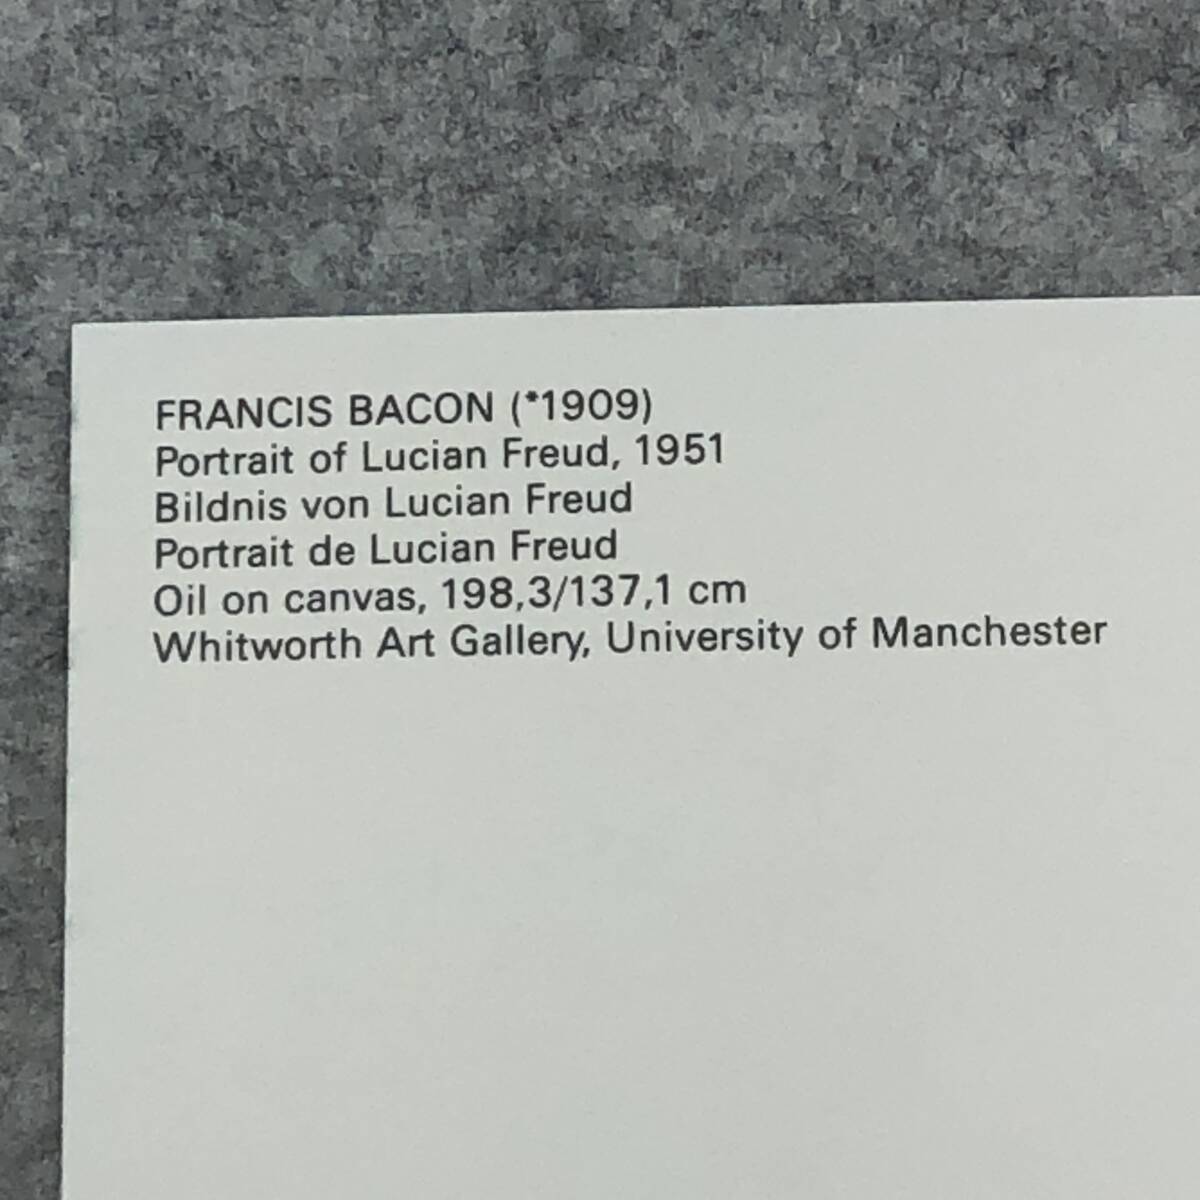 FRANCIS BACON (*1909)
Portrait of Lucian Freud, 1951
Bildnis von Lucian Freud
Portrait de Lucian Freud
Oil on canvas, 198,3/137,1 cm
Whitworth Art Gallery, University of Manchester